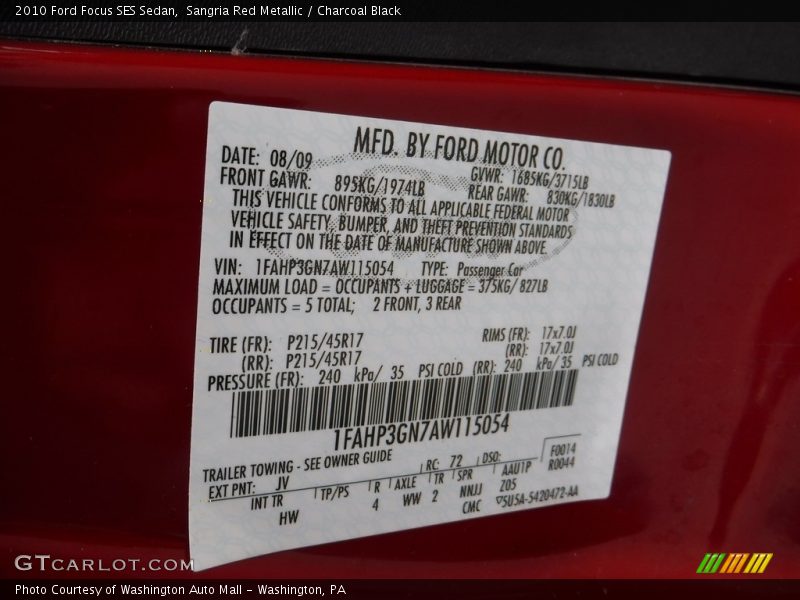 2010 Ford Focus SES Sedan,  Sangria Red Metallic / Charcoal Black
MFD. BY FORD MOTOR CO.
DATE: 08/09 GVWR: 1685KG/3715LB
FRONT GAWR: 895KG/1974LB REAR GAWR: 830KG/1830LB
THIS VEHICLE CONFORMS TO ALL APPLICABLE FEDERAL MOTOR
VEHICLE SAFETY, BUMPER, AND THEFT PREVENTION STANDARDS
IN EFFECT ON THE DATE OF MANUFACTURE SHOWN ABOVE.
VIN: 1FAHP3GN7AW115054 TYPE: Passenger Car
MAXIMUM LOAD = OCCUPANTS + LUGGAGE = 375KG/ 827LB
OCCUPANTS = 5 TOTAL; 2 FRONT, 3 REAR
TIRE (FR): P215/45R17 RIMS (FR): 17x7.0J
(RR): P215/45R17 (RR): 17x7.0J
PRESSURE (FR): 240 kPa/ 35 PSI COLD (RR): 240 kPa/ 35 PSI COLD
1FAHP3GN7AW115054
TRAILER TOWING - SEE OWNER GUIDE
EXT PNT: JV RC: 72 DSO: F0014
R0044
INT TR TP/PS R AXLE TR SPR AAU1P
HW 4 WW 2 NNJJ Z05
CMC 5U5A-5420472-AA
GTCARLOT.COM
Photo Courtesy of Washington Auto Mall - Washington, PA